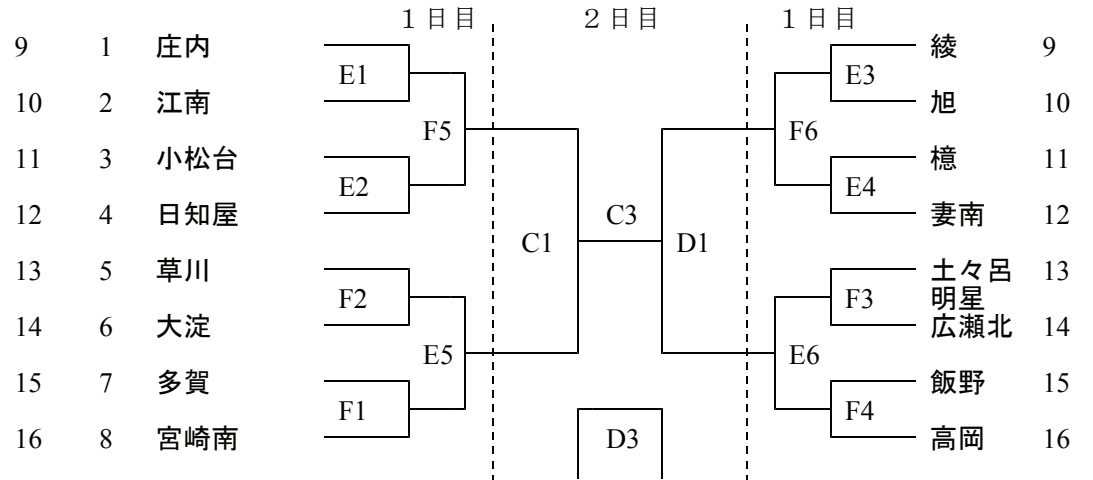 １日目 ２日目 １日目
9 1 庄内 綾 9
E1 E3
10 2 江南 旭 10
F5 F6
11 3 小松台 檍 11
E2 E4
12 4 日知屋 妻南 12
C3
C1 D1
13 5 草川 土々呂 13
F2 F3 明星
14 6 大淀 広瀬北 14
E5 E6
15 7 多賀 飯野 15
F1 F4
D3
16 8 宮崎南 高岡 16